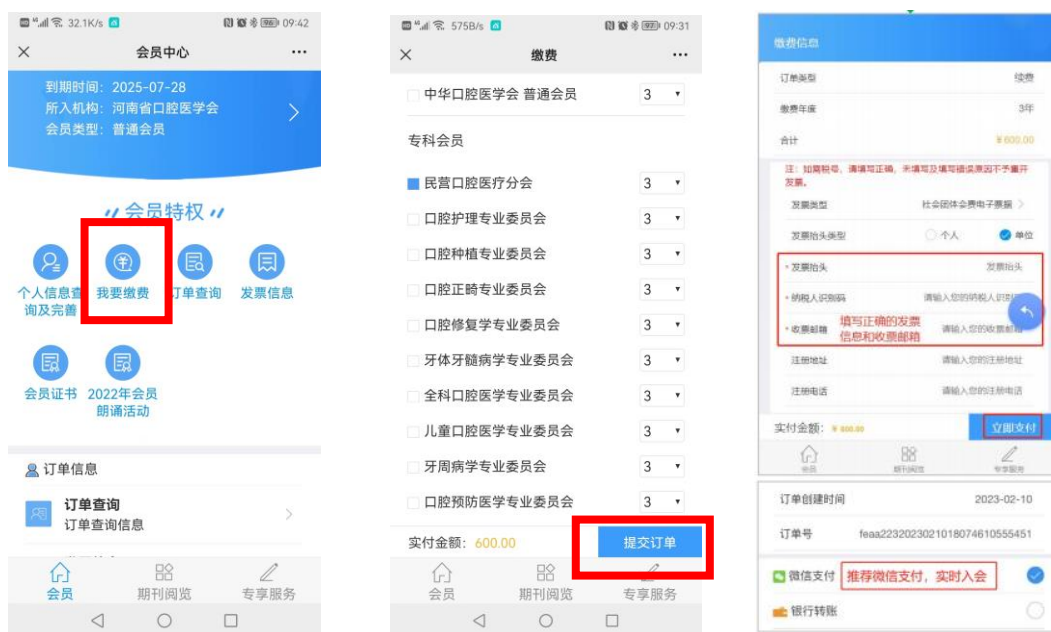 32.1K/s
96
09:42
会员中心
到期时间: 2025-07-28
所入机构: 河南省口腔医学会
会员类型: 普通会员
会员特权
个人信息查
询及完善
我要缴费
订单查询
发票信息
会员证书
2022年会员
朗诵活动
订单信息
订单查询
订单查询信息
会员
期刊阅览
专享服务
575B/s
97
09:31
缴费
中华口腔医学会 普通会员 3
专科会员
民营口腔医疗分会 3
口腔护理专业委员会 3
口腔种植专业委员会 3
口腔正畸专业委员会 3
口腔修复学专业委员会 3
牙体牙髓病学专业委员会 3
全科口腔医学专业委员会 3
儿童口腔医学专业委员会 3
牙周病学专业委员会 3
口腔预防医学专业委员会 3
实付金额: 600.00 提交订单
会员
期刊阅览
专享服务
缴费信息
订单类型 续费
缴费年度 3年
合计 ¥600.00
注: 如需税号, 请填写正确, 未填写及填写错误原因不予重开
发票。
发票类型 社会团体会费电子票据
发票抬头类型 个人 单位
*发票抬头 发票抬头
*纳税人识别码 请输入您的纳税人识别
*收票邮箱 请输入您的收票邮箱
填写正确的发票
信息和收票邮箱
注册地址 请输入您的注册地址
注册电话 请输入您的注册电话
实付金额: ¥ 600.00 立即支付
会员
期刊阅览
专享服务
订单创建时间 2023-02-10
订单号 feaa22320230210180746105​55451
微信支付 推荐微信支付, 实时入会
银行转账